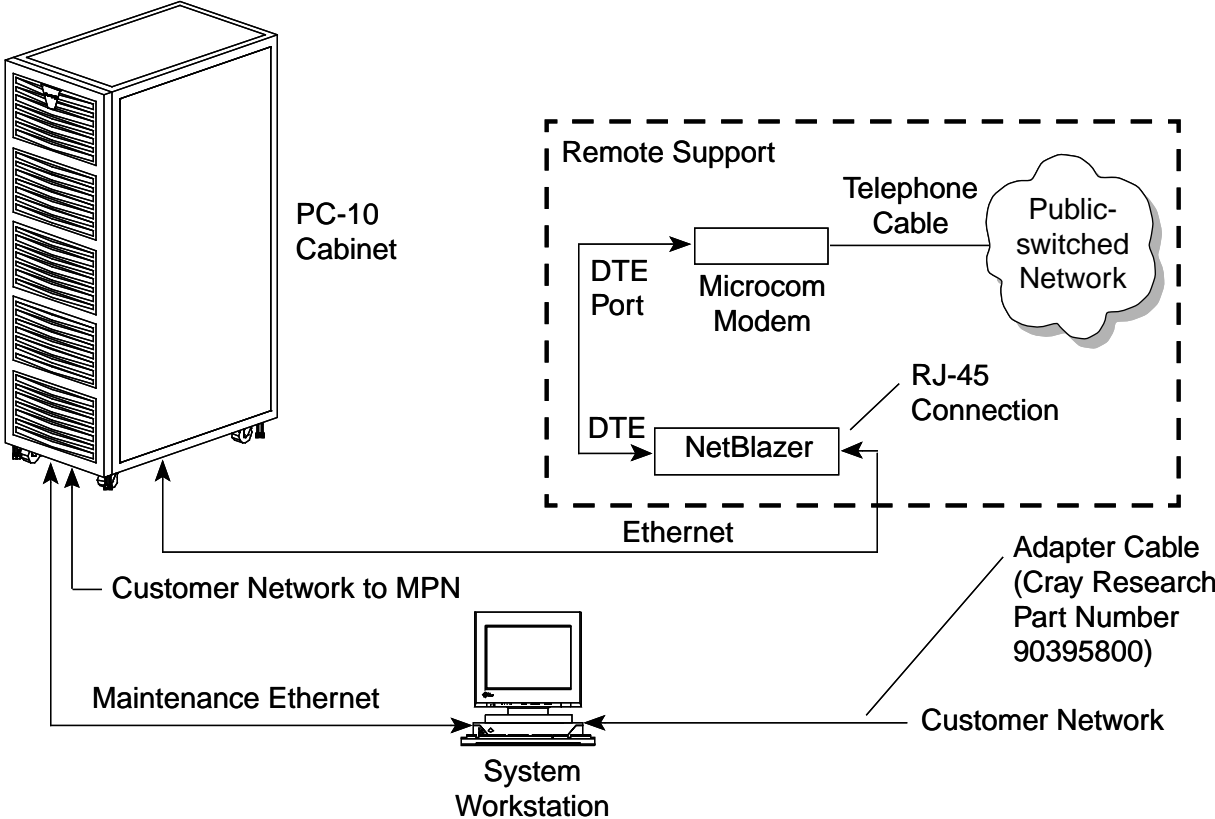 Remote Support
Telephone
Cable
Public-
switched
Network
PC-10
Cabinet
DTE
Port
Microcom
Modem
RJ-45
Connection
DTE
NetBlazer
Ethernet
Adapter Cable
(Cray Research
Part Number
90395800)
Customer Network to MPN
Maintenance Ethernet
Customer Network
System
Workstation